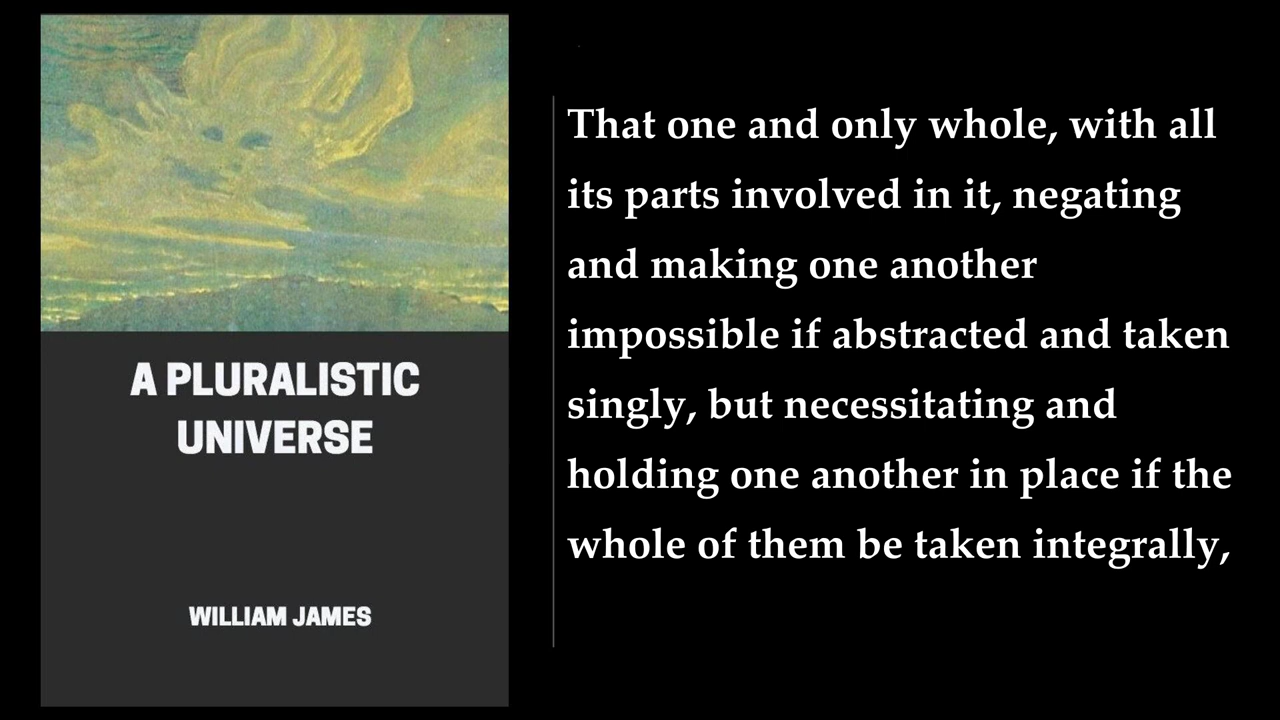 A PLURALISTIC
UNIVERSE
WILLIAM JAMES
That one and only whole, with all
its parts involved in it, negating
and making one another
impossible if abstracted and taken
singly, but necessitating and
holding one another in place if the
whole of them be taken integrally,